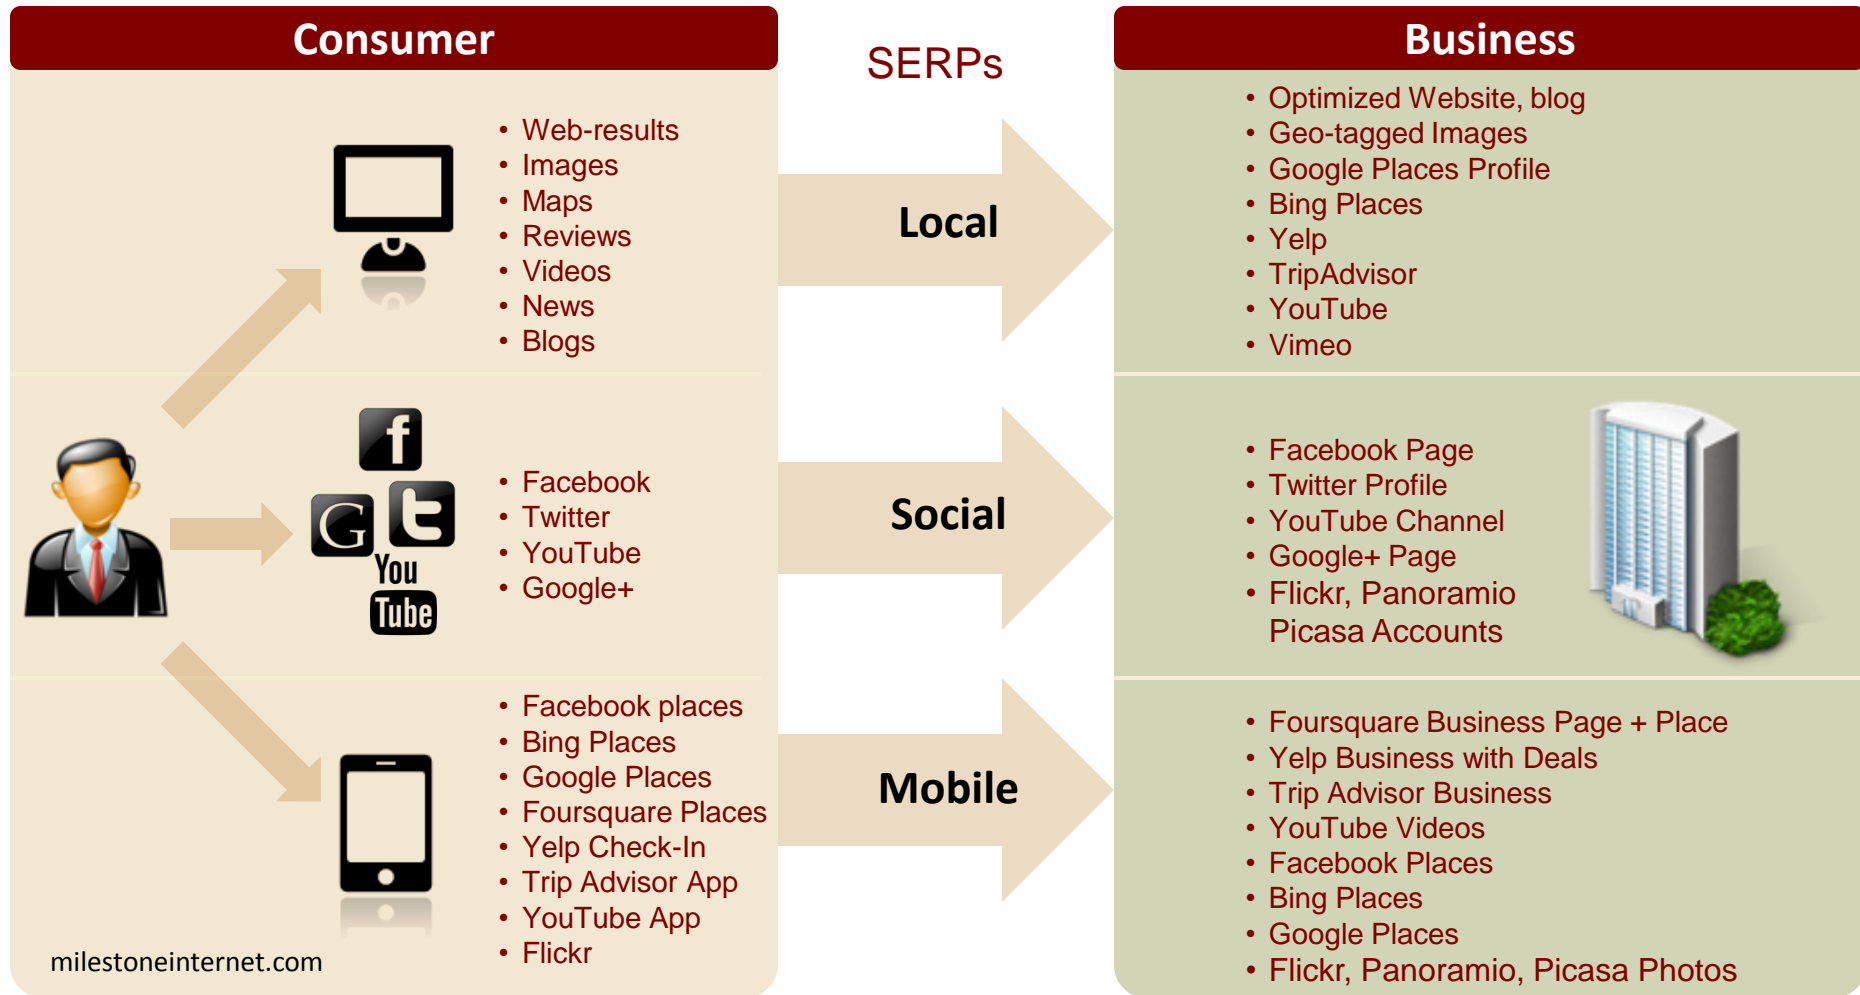 Consumer
SERPs
Business
• Web-results
• Images
• Maps
• Reviews
• Videos
• News
• Blogs
Local
• Optimized Website, blog
• Geo-tagged Images
• Google Places Profile
• Bing Places
• Yelp
• TripAdvisor
• YouTube
• Vimeo
f
G
t
You
Tube
• Facebook
• Twitter
• YouTube
• Google+
Social
• Facebook Page
• Twitter Profile
• YouTube Channel
• Google+ Page
• Flickr, Panoramio
Picasa Accounts
• Facebook places
• Bing Places
• Google Places
• Foursquare Places
• Yelp Check-In
• Trip Advisor App
• YouTube App
• Flickr
Mobile
• Foursquare Business Page + Place
• Yelp Business with Deals
• Trip Advisor Business
• YouTube Videos
• Facebook Places
• Bing Places
• Google Places
• Flickr, Panoramio, Picasa Photos
milestoneinternet.com